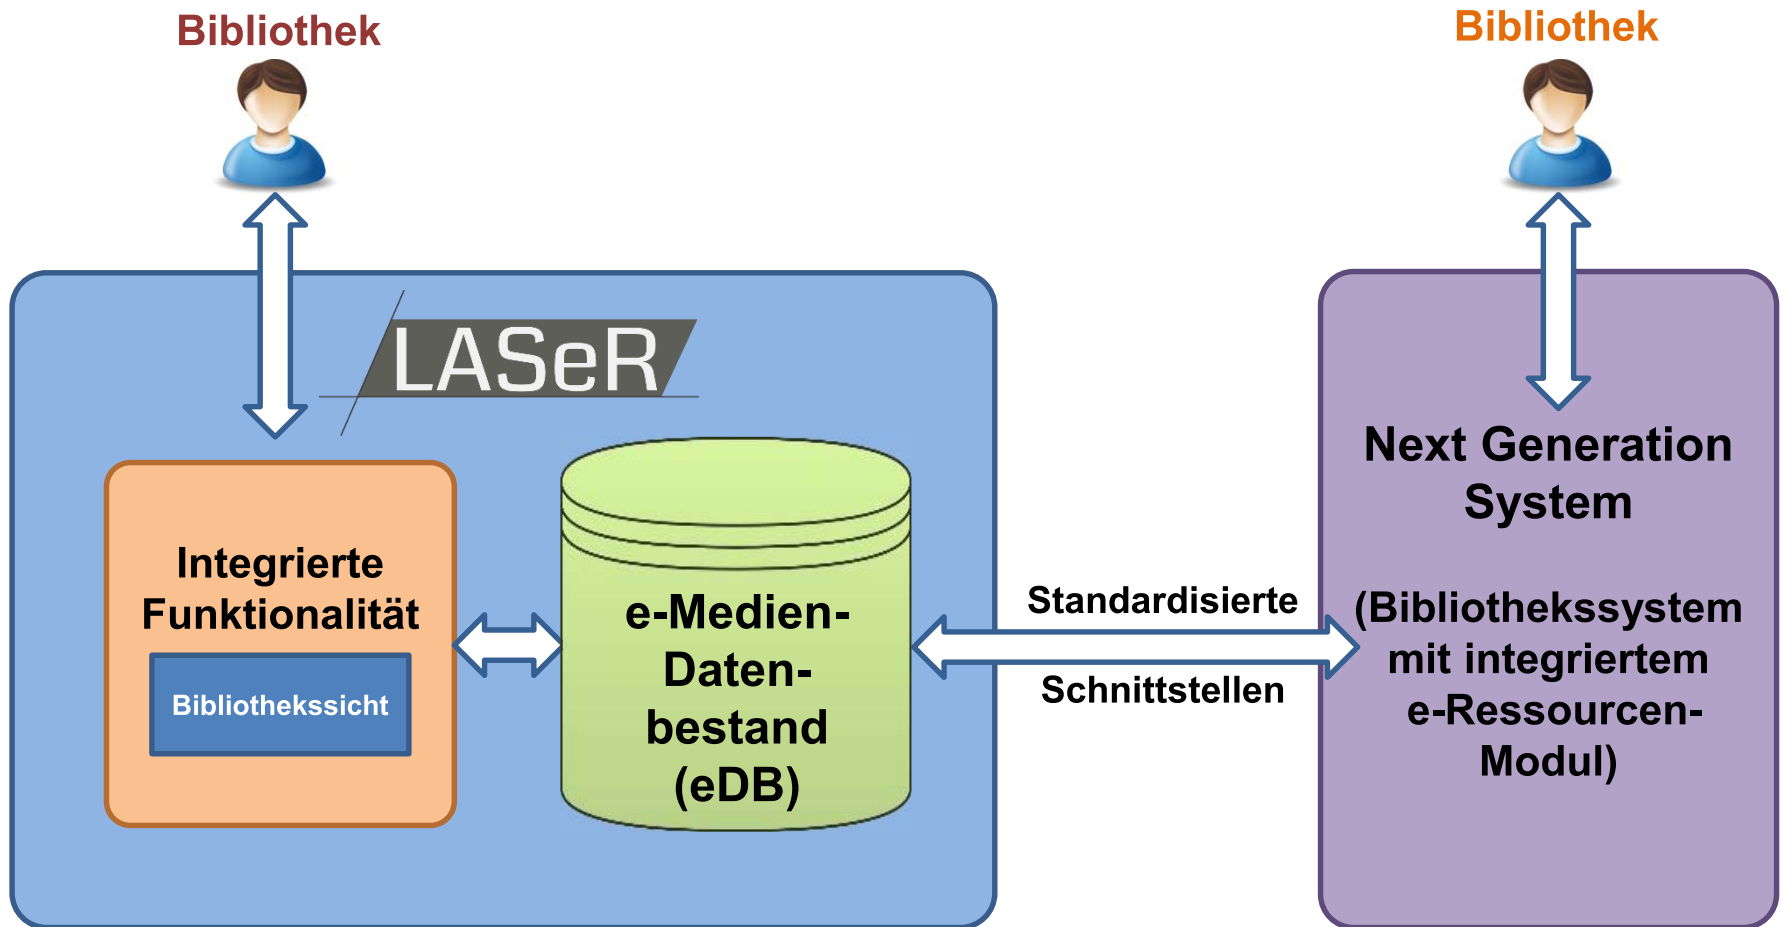 Bibliothek
Bibliothek
LASeR
Integrierte
Funktionalität
Bibliothekssicht
e-Medien-
Daten-
bestand
(eDB)
Standardisierte
Schnittstellen
Next Generation
System
(Bibliothekssystem
mit integriertem
e-Ressourcen-
Modul)